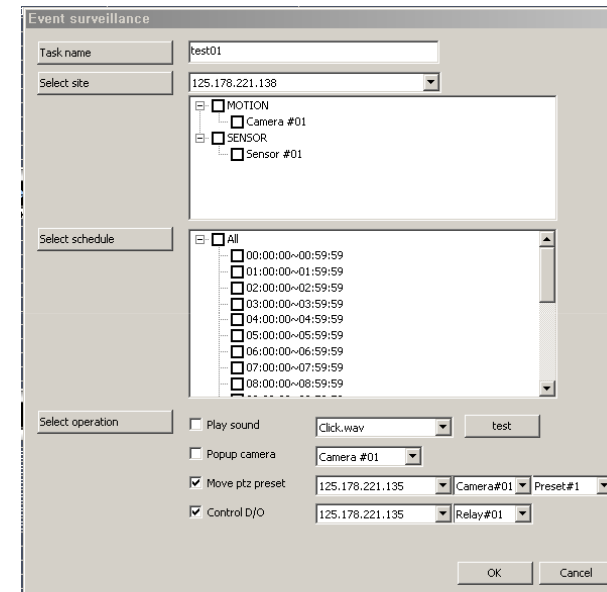 Event surveillance
Task name test01
Select site 125.178.221.138
MOTION
Camera #01
SENSOR
Sensor #01
Select schedule All
00:00:00~00:59:59
01:00:00~01:59:59
02:00:00~02:59:59
03:00:00~03:59:59
04:00:00~04:59:59
05:00:00~05:59:59
06:00:00~06:59:59
07:00:00~07:59:59
08:00:00~08:59:59
Select operation Play sound Click.wav test
Popup camera Camera #01
Move ptz preset 125.178.221.135 Camera#01 Preset#1
Control D/O 125.178.221.135 Relay#01
OK Cancel